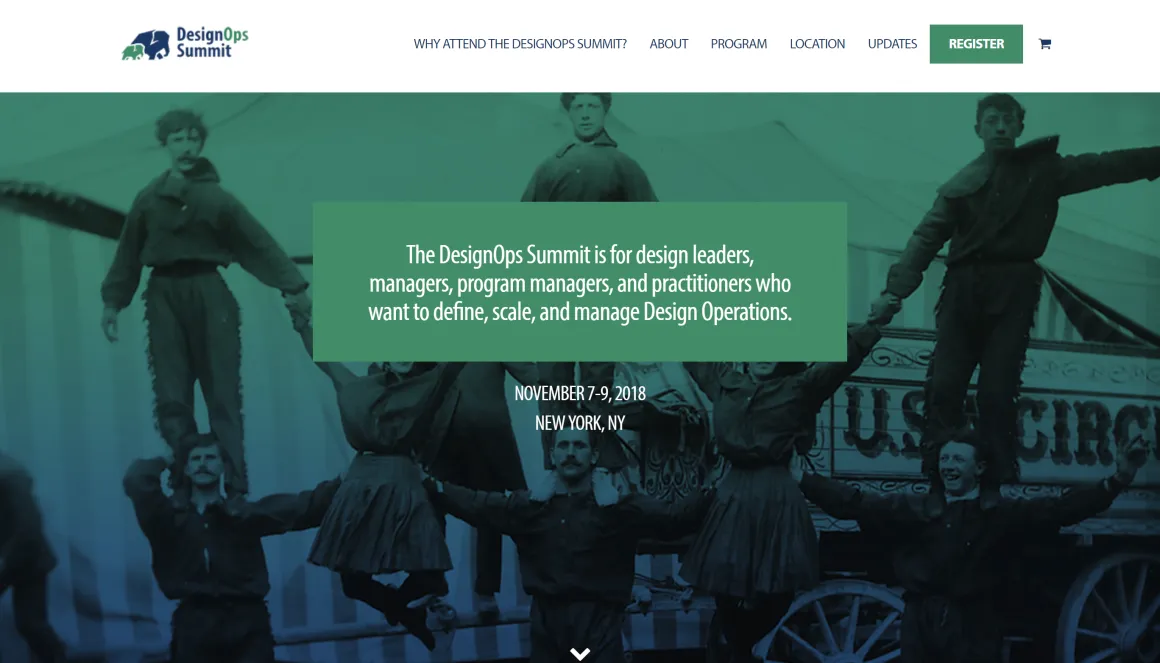 DesignOps
Summit
WHY ATTEND THE DESIGNOPS SUMMIT?
ABOUT
PROGRAM
LOCATION
UPDATES
REGISTER
The DesignOps Summit is for design leaders,
managers, program managers, and practitioners who
want to define, scale, and manage Design Operations.
NOVEMBER 7-9, 2018
NEW YORK, NY
U.S. CIRC